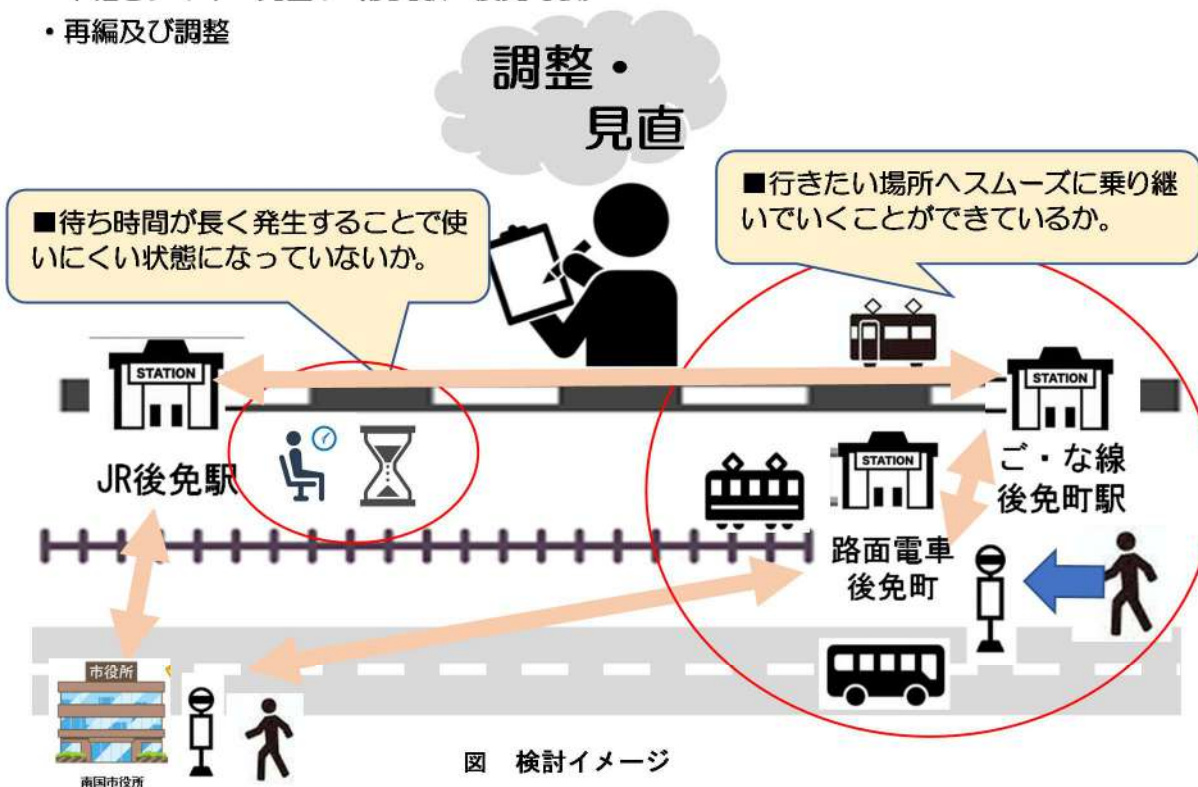 ・再編及び調整
調整・
見直
■待ち時間が長く発生することで使
いにくい状態になっていないか。
■行きたい場所へスムーズに乗り継
いでいくことができているか。
STATION
JR後免駅
STATION
ご・な線
後免町駅
STATION
路面電車
後免町
市役所
南国市役所
図 検討イメージ